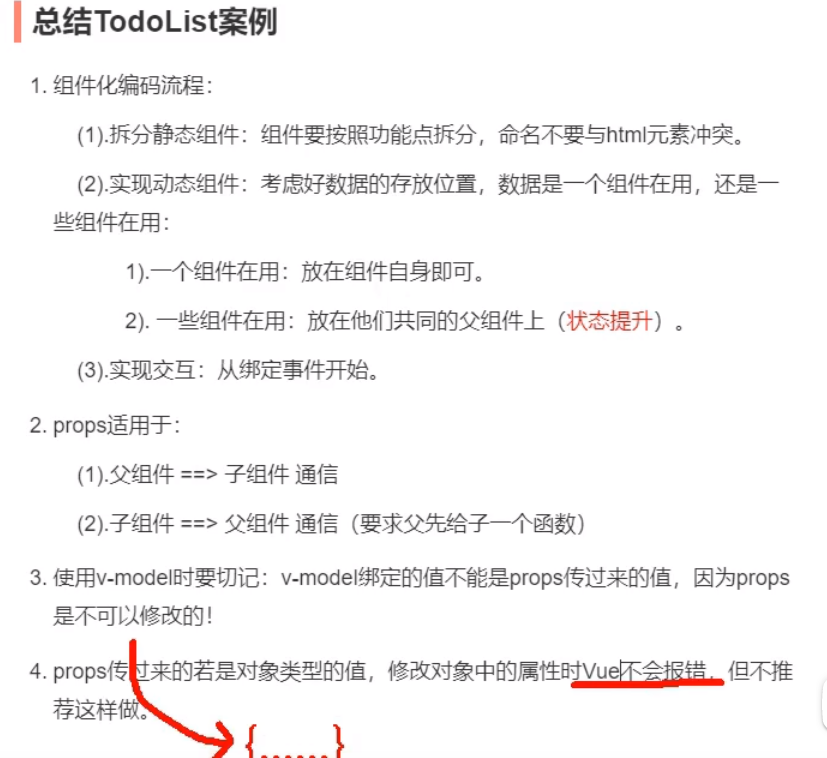 总结TodoList案例
1. 组件化编码流程：
(1).拆分静态组件：组件要按照功能点拆分，命名不要与html元素冲突。
(2).实现动态组件：考虑好数据的存放位置，数据是一个组件在用，还是一
些组件在用：
1).一个组件在用：放在组件自身即可。
2). 一些组件在用：放在他们共同的父组件上（状态提升）。
(3).实现交互：从绑定事件开始。
2. props适用于：
(1).父组件 ==> 子组件 通信
(2).子组件 ==> 父组件 通信（要求父先给子一个函数）
3. 使用v-model时要切记：v-model绑定的值不能是props传过来的值，因为props
是不可以修改的！
4. props传过来的若是对象类型的值，修改对象中的属性时Vue不会报错，但不推
荐这样做。
{......}